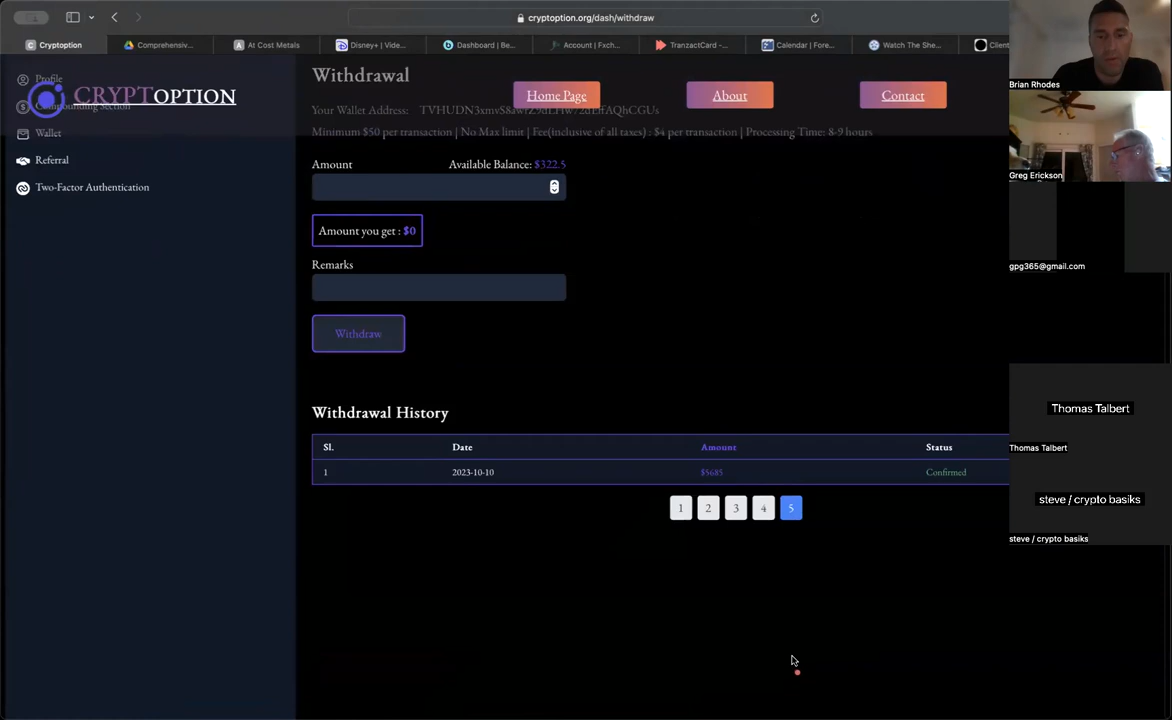 cryptoption.org/dash/withdraw
Cryptoption
Comprehensiv...
At Cost Metals
Disney+ | Vide...
Dashboard | Be...
Account | Fxch...
TranzactCard -...
Calendar | Fore...
Watch The She...
Client
Profile
CRYPTOPTION
Wallet
Referral
Two-Factor Authentication
Home Page
About
Contact
Withdrawal
Your Wallet Address:
Minimum $50 per transaction | No Max limit | Fee(inclusive of all taxes) : $4 per transaction | Processing Time: 8-9 hours
Amount
Available Balance: $322.5
Amount you get : $0
Remarks
Withdraw
Withdrawal History
Sl. Date Amount Status
1 2023-10-10 $5685 Confirmed
1 2 3 4 5
Brian Rhodes
Greg Erickson
gpg365@gmail.com
Thomas Talbert
Thomas Talbert
steve / crypto basiks
steve / crypto basiks